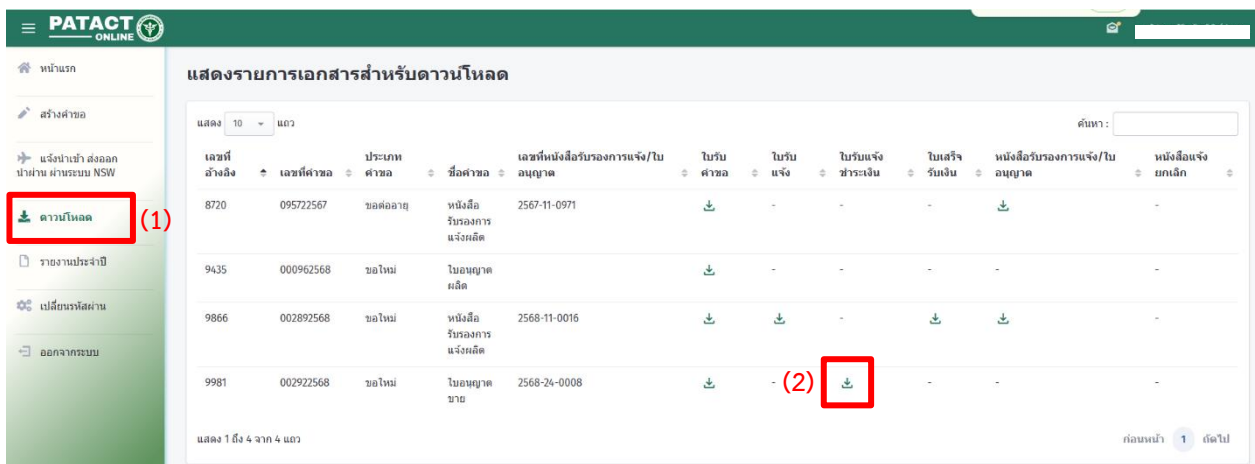 PATACT
ONLINE
หน้าแรก
สร้างคำขอ
แจ้งนำเข้า ส่งออก
นำผ่าน ผ่านระบบ NSW
ดาวน์โหลด
(1)
รายงานประจำปี
เปลี่ยนรหัสผ่าน
ออกจากระบบ
แสดงรายการเอกสารสำหรับดาวน์โหลด
แสดง 10 แถว
ค้นหา :
เลขที่อ้างอิง เลขที่คำขอ ประเภทคำขอ ชื่อคำขอ เลขที่หนังสือรับรองการแจ้ง/ใบอนุญาต ใบรับคำขอ ใบรับแจ้ง ใบรับแจ้งชำระเงิน ใบเสร็จรับเงิน หนังสือรับรองการแจ้ง/ใบอนุญาต หนังสือแจ้งยกเลิก
8720 095722567 ขอต่ออายุ หนังสือรับรองการแจ้งผลิต 2567-11-0971 - - - -
9435 000962568 ขอใหม่ ใบอนุญาตผลิต - - - - -
9866 002892568 ขอใหม่ หนังสือรับรองการแจ้งผลิต 2568-11-0016 - -
9981 002922568 ขอใหม่ ใบอนุญาตขาย 2568-24-0008 - (2) - - -
แสดง 1 ถึง 4 จาก 4 แถว
ก่อนหน้า 1 ถัดไป